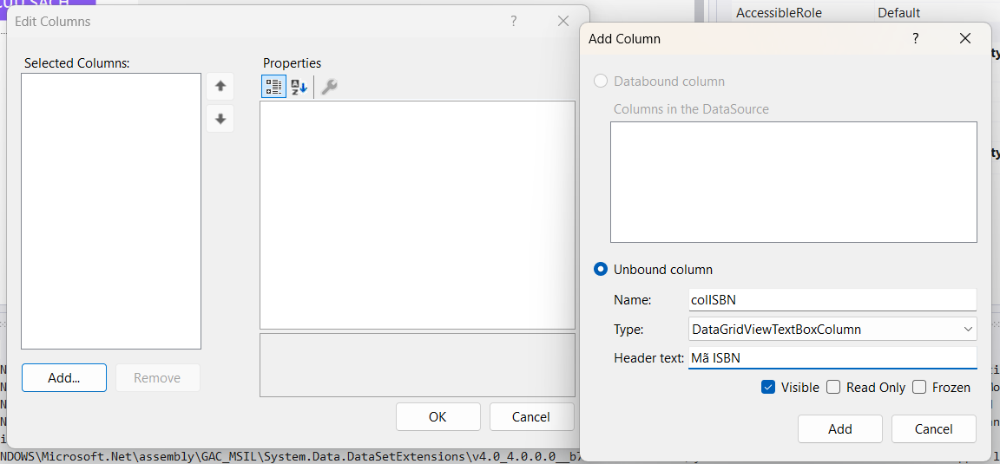 CỨU SÁCH
AccessibleRole Default
Edit Columns ?
Add Column ?
Selected Columns:
Properties
Databound column
Columns in the DataSource
Unbound column
Name: colISBN
Type: DataGridViewTextBoxColumn
Header text: Mã ISBN
Visible Read Only Frozen
Add... Remove
OK Cancel
Add Cancel
NDOWS\Microsoft.Net\assembly\GAC_MSIL\System.Data.DataSetExtensions\v4.0_4.0.0.0__b7